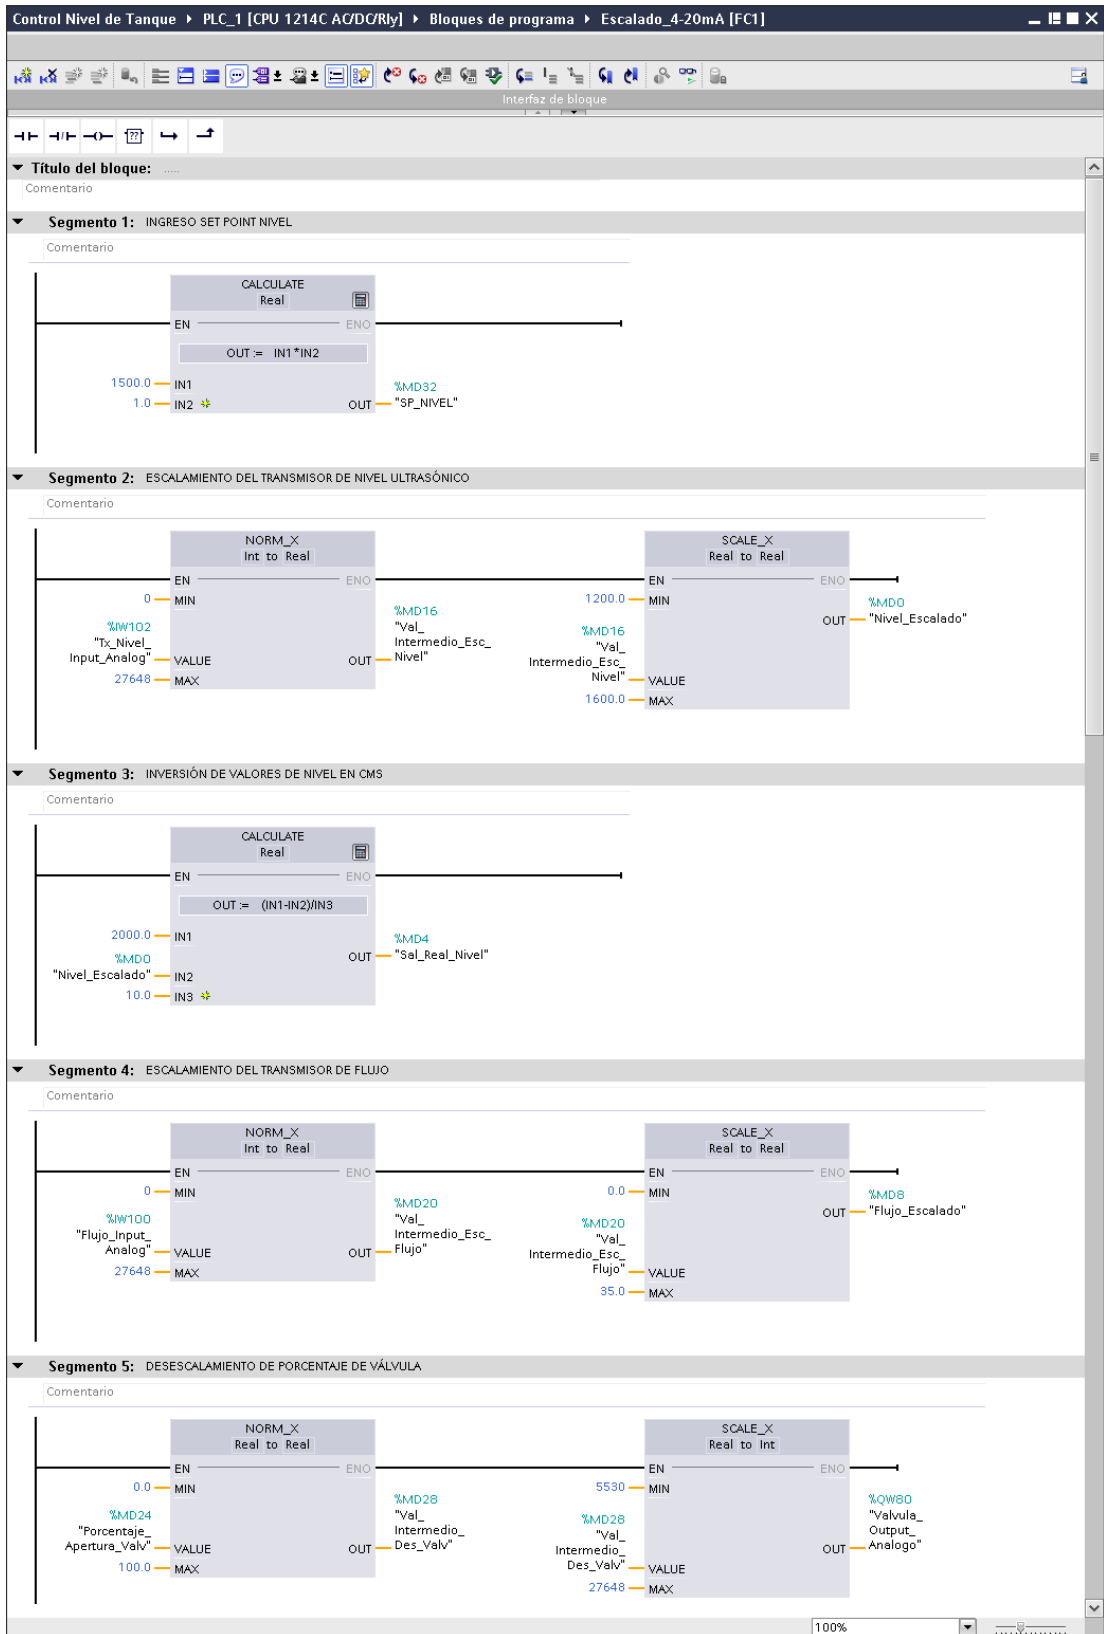 Control Nivel de Tanque ▸ PLC_1 [CPU 1214C AC/DC/Rly] ▸ Bloques de programa ▸ Escalado_4-20mA [FC1]
Interfaz de bloque
Título del bloque: .....
Comentario
Segmento 1: INGRESO SET POINT NIVEL
Comentario
CALCULATE
Real
EN ENO
OUT := IN1*IN2
1500.0 IN1
1.0 IN2
OUT
%MD32
"SP_NIVEL"
Segmento 2: ESCALAMIENTO DEL TRANSMISOR DE NIVEL ULTRASÓNICO
Comentario
NORM_X
Int to Real
EN ENO
0 MIN
%IW102
"Tx_Nivel_
Input_Analog" VALUE
27648 MAX
OUT
%MD16
"Val_
Intermedio_Esc_
Nivel"
SCALE_X
Real to Real
EN ENO
1200.0 MIN
%MD16
"Val_
Intermedio_Esc_
Nivel" VALUE
1600.0 MAX
OUT
%MD0
"Nivel_Escalado"
Segmento 3: INVERSIÓN DE VALORES DE NIVEL EN CMS
Comentario
CALCULATE
Real
EN ENO
OUT := (IN1-IN2)/IN3
2000.0 IN1
%MD0
"Nivel_Escalado" IN2
10.0 IN3
OUT
%MD4
"Sal_Real_Nivel"
Segmento 4: ESCALAMIENTO DEL TRANSMISOR DE FLUJO
Comentario
NORM_X
Int to Real
EN ENO
0 MIN
%IW100
"Flujo_Input_
Analog" VALUE
27648 MAX
OUT
%MD20
"Val_
Intermedio_Esc_
Flujo"
SCALE_X
Real to Real
EN ENO
0.0 MIN
%MD20
"Val_
Intermedio_Esc_
Flujo" VALUE
35.0 MAX
OUT
%MD8
"Flujo_Escalado"
Segmento 5: DESESCALAMIENTO DE PORCENTAJE DE VÁLVULA
Comentario
NORM_X
Real to Real
EN ENO
0.0 MIN
%MD24
"Porcentaje_
Apertura_Valv" VALUE
100.0 MAX
OUT
%MD28
"Val_
Intermedio_
Des_Valv"
SCALE_X
Real to Int
EN ENO
5530 MIN
%MD28
"Val_
Intermedio_
Des_Valv" VALUE
27648 MAX
OUT
%QW80
"Valvula_
Output_
Analogo"
100%